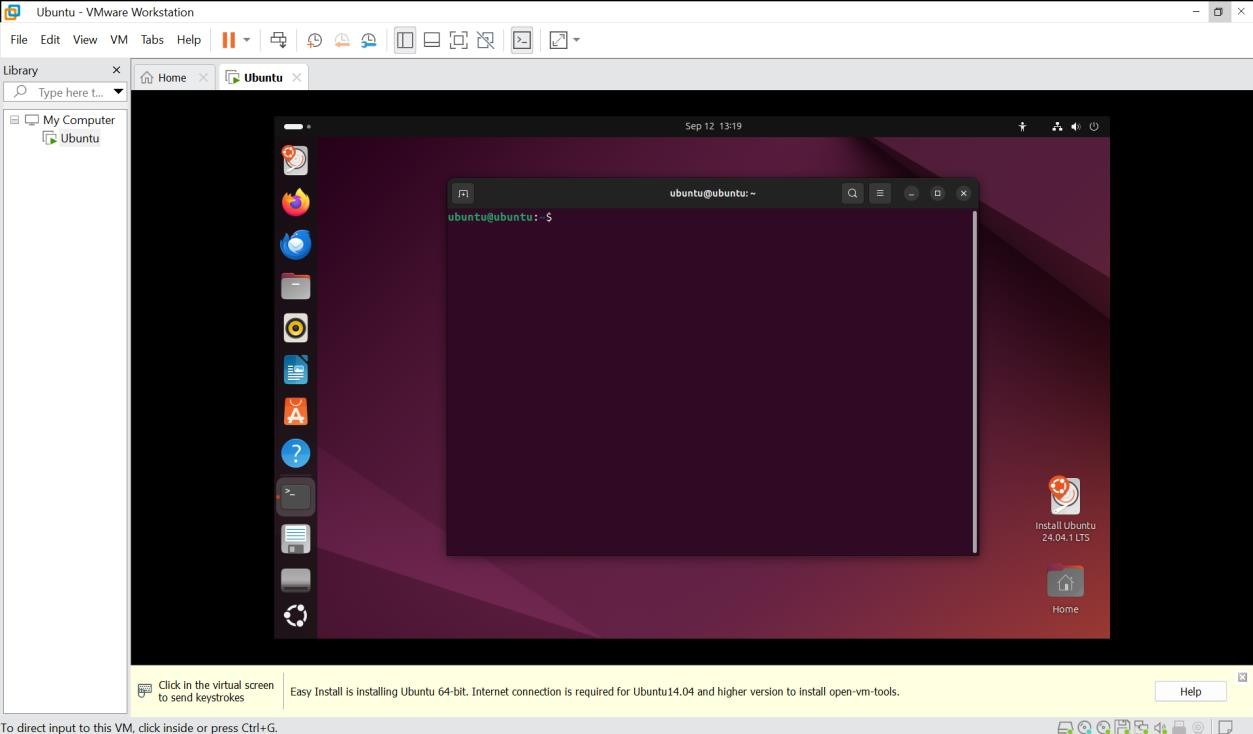 Ubuntu - VMware Workstation
File Edit View VM Tabs Help
Library
Home
Ubuntu
Type here t...
My Computer
Ubuntu
Sep 12 13:19
ubuntu@ubuntu: ~
ubuntu@ubuntu:~$
Install Ubuntu
24.04.1 LTS
Home
Click in the virtual screen
to send keystrokes
Easy Install is installing Ubuntu 64-bit. Internet connection is required for Ubuntu14.04 and higher version to install open-vm-tools.
Help
To direct input to this VM, click inside or press Ctrl+G.